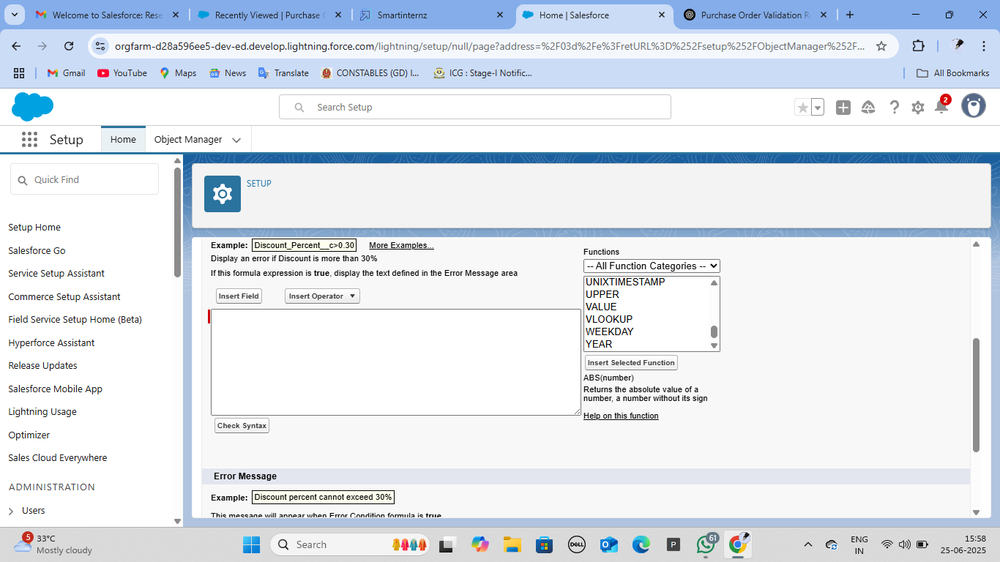 Welcome to Salesforce: Rese
Recently Viewed | Purchase O
Smartinternz
Home | Salesforce
Purchase Order Validation R
orgfarm-d28a596ee5-dev-ed.develop.lightning.force.com/lightning/setup/null/page?address=%2F03d%2Fe%3FretURL%3D%252Fsetup%252FObjectManager%252F...
Gmail
YouTube
Maps
News
Translate
CONSTABLES (GD) I...
ICG : Stage-I Notific...
All Bookmarks
Search Setup
2
Setup
Home
Object Manager
Quick Find
SETUP
Setup Home
Salesforce Go
Service Setup Assistant
Commerce Setup Assistant
Field Service Setup Home (Beta)
Hyperforce Assistant
Release Updates
Salesforce Mobile App
Lightning Usage
Optimizer
Sales Cloud Everywhere
ADMINISTRATION
Users
Example: Discount_Percent__c>0.30 More Examples...
Display an error if Discount is more than 30%
If this formula expression is true, display the text defined in the Error Message area
Insert Field
Insert Operator
Check Syntax
Functions
-- All Function Categories --
UNIXTIMESTAMP
UPPER
VALUE
VLOOKUP
WEEKDAY
YEAR
Insert Selected Function
ABS(number)
Returns the absolute value of a
number, a number without its sign
Help on this function
Error Message
Example: Discount percent cannot exceed 30%
This message will appear when Error Condition formula is true
5
33°C
Mostly cloudy
Search
DELL
P
61
ENG
IN
15:58
25-06-2025